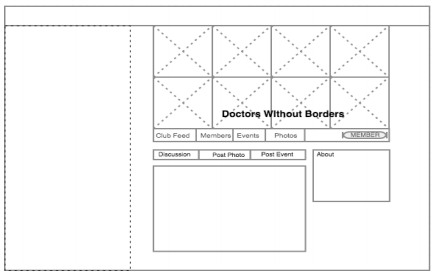 Doctors WIthout Borders
Club Feed Members Events Photos MEMBER
Discussion Post Photo Post Event About